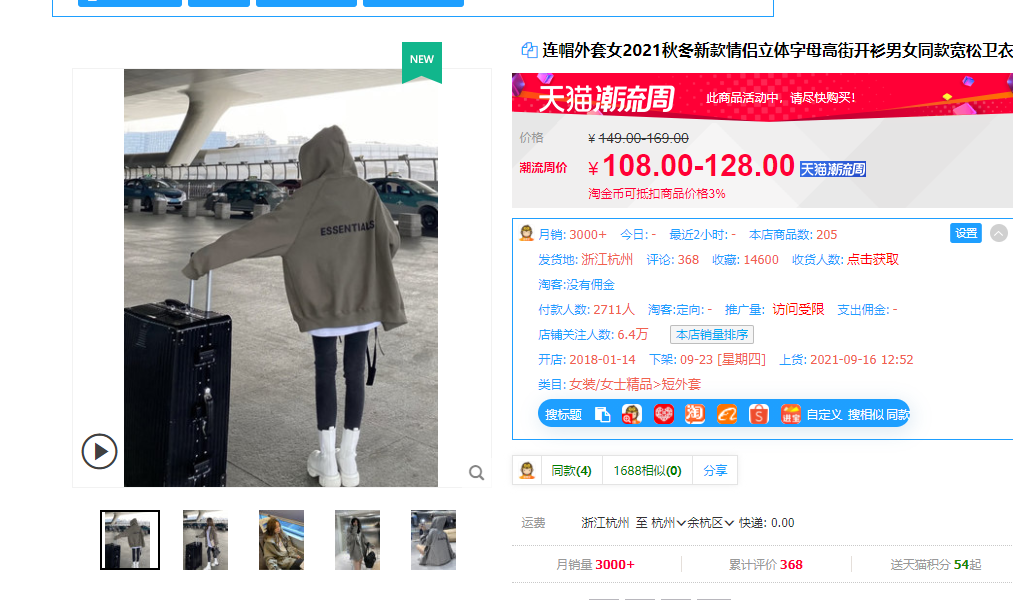 NEW
ESSENTIALS
连帽外套女2021秋冬新款情侣立体字母高街开衫男女同款宽松卫衣
天猫潮流周 此商品活动中，请尽快购买！
价格 ¥ 149.00-169.00
潮流周价 ¥ 108.00-128.00 天猫潮流周
淘金币可抵扣商品价格3%
月销: 3000+ 今日: - 最近2小时: - 本店商品数: 205 设置
发货地: 浙江杭州 评论: 368 收藏: 14600 收货人数: 点击获取
淘客:没有佣金
付款人数: 2711人 淘客:定向: - 推广量: 访问受限 支出佣金: -
店铺关注人数: 6.4万 本店销量排序
开店: 2018-01-14 下架: 09-23 [星期四] 上货: 2021-09-16 12:52
类目: 女装/女士精品>短外套
搜标题 淘 进宝 自定义 搜相似 同款
同款(4) 1688相似(0) 分享
运费 浙江杭州 至 杭州 余杭区 快递: 0.00
月销量 3000+ 累计评价 368 送天猫积分 54起